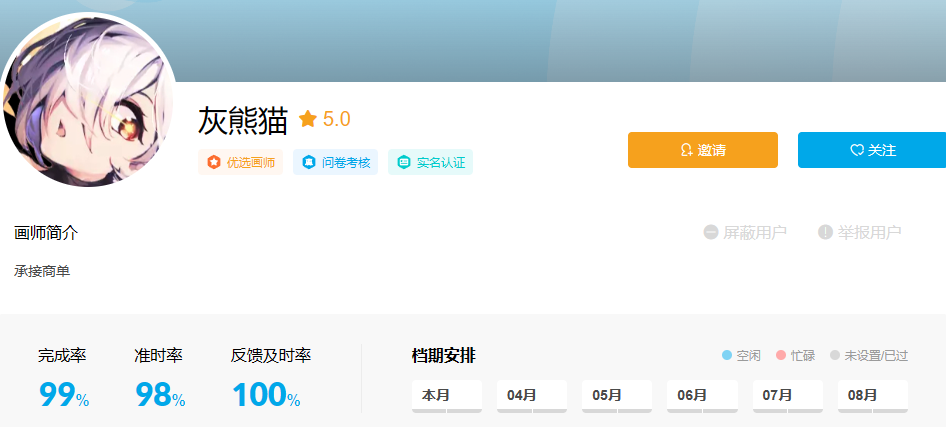 灰熊猫 5.0
优选画师 问卷考核 实名认证
邀请 关注
画师简介 屏蔽用户 举报用户
承接商单
完成率 准时率 反馈及时率 档期安排 空闲 忙碌 未设置/已过
99% 98% 100% 本月 04月 05月 06月 07月 08月